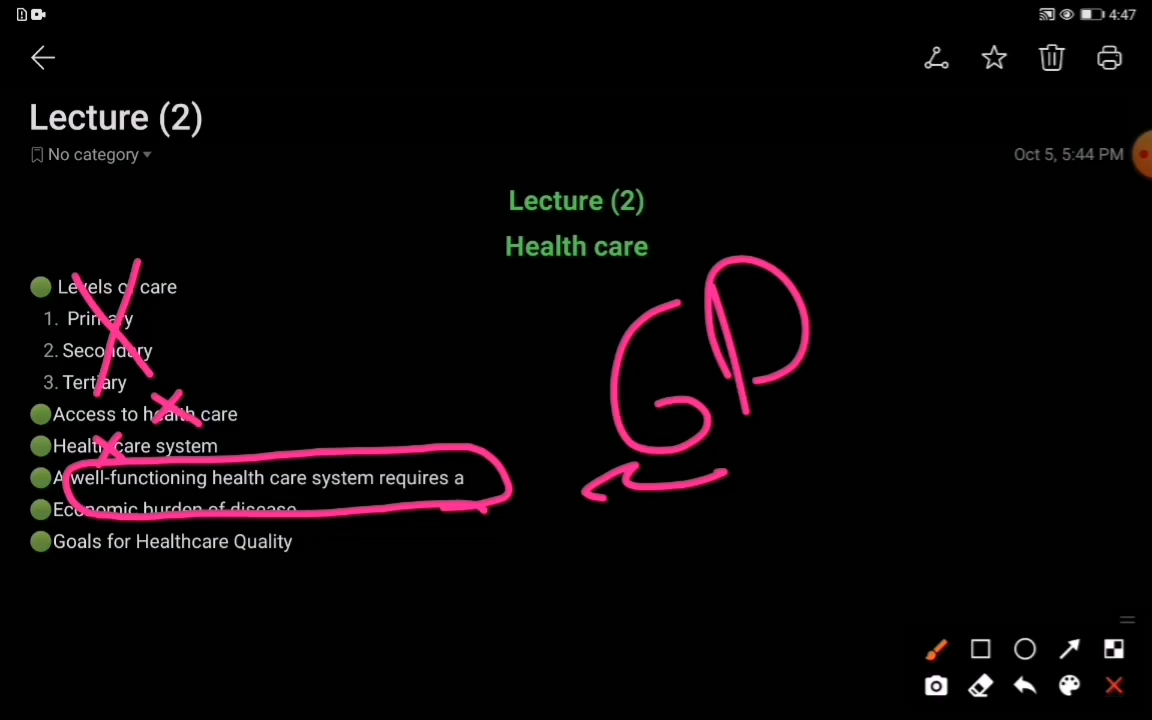 4:47
Lecture (2)
No category
Oct 5, 5:44 PM
Lecture (2)
Health care
Levels of care
1. Primary
2. Secondary
3. Tertiary
Access to health care
Health care system
A well-functioning health care system requires a
Economic burden of disease
Goals for Healthcare Quality
GP